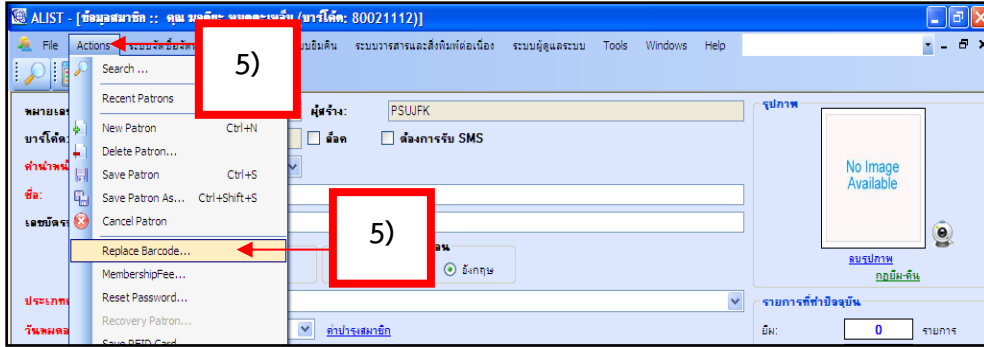 ALIST - [ข้อมูลสมาชิก :: คุณ (บาร์โค้ด: 80021112)]
File Actions ระบบยืมคืน ระบบวารสารและสิ่งพิมพ์ต่อเนื่อง ระบบผู้ดูแลระบบ Tools Windows Help
5)
Search ...
Recent Patrons
New Patron Ctrl+N
Delete Patron...
Save Patron Ctrl+S
Save Patron As... Ctrl+Shift+S
Cancel Patron
Replace Barcode...
MembershipFee...
Reset Password...
Recovery Patron...
Save RFID Card
ผู้สร้าง: PSUJFK
บาร์โค้ด:
ล็อค ต้องการรับ SMS
ชื่อ:
5)
อังกฤษ
ค่าบำรุงสมาชิก
รูปภาพ
No Image
Available
ลบรูปภาพ
กฎยืม-คืน
รายการที่ทำปัจจุบัน
ยืม: 0 รายการ